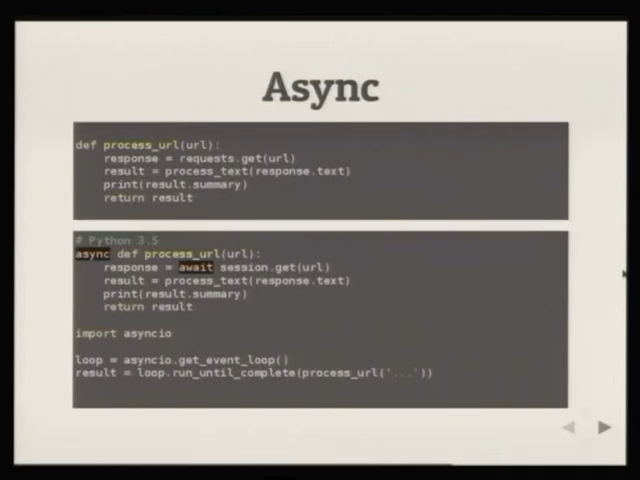 Async
def process_url(url):
    response = requests.get(url)
    result = process_text(response.text)
    print(result.summary)
    return result
# Python 3.5
async def process_url(url):
    response = await session.get(url)
    result = process_text(response.text)
    print(result.summary)
    return result
import asyncio
loop = asyncio.get_event_loop()
result = loop.run_until_complete(process_url('...'))